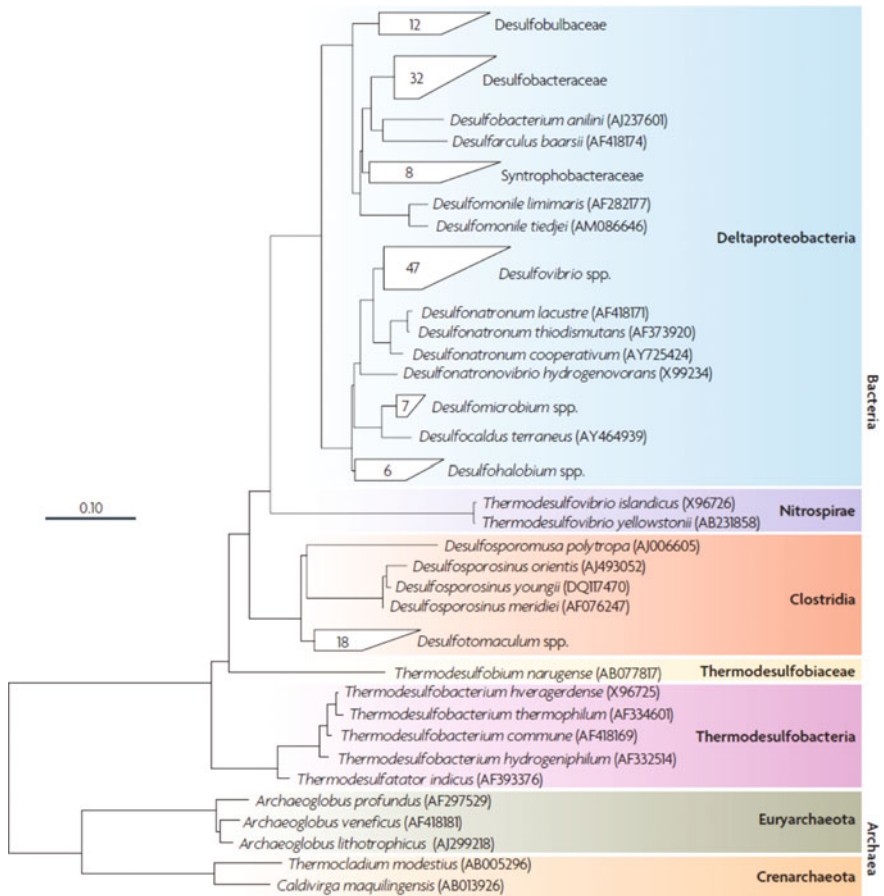 12
Desulfobulbaceae
32
Desulfobacteraceae
Desulfobacterium anilini (AJ237601)
Desulfarculus baarsii (AF418174)
8
Syntrophobacteraceae
Desulfomonile limimaris (AF282177)
Desulfomonile tiedjei (AM086646)
Deltaproteobacteria
47
Desulfovibrio spp.
Desulfonatronum lacustre (AF418171)
Desulfonatronum thiodismutans (AF373920)
Desulfonatronum cooperativum (AY725424)
Desulfonatronovibrio hydrogenovorans (X99234)
7
Desulfomicrobium spp.
Desulfocaldus terraneus (AY464939)
6
Desulfohalobium spp.
Bacteria
0.10
Thermodesulfovibrio islandicus (X96726)
Thermodesulfovibrio yellowstonii (AB231858)
Nitrospirae
Desulfosporomusa polytropa (AJ006605)
Desulfosporosinus orientis (AJ493052)
Desulfosporosinus youngii (DQ117470)
Desulfosporosinus meridiei (AF076247)
Clostridia
18
Desulfotomaculum spp.
Thermodesulfobium narugense (AB077817)
Thermodesulfobiaceae
Thermodesulfobacterium hveragerdense (X96725)
Thermodesulfobacterium thermophilum (AF334601)
Thermodesulfobacterium commune (AF418169)
Thermodesulfobacterium hydrogeniphilum (AF332514)
Thermodesulfatator indicus (AF393376)
Thermodesulfobacteria
Archaeoglobus profundus (AF297529)
Archaeoglobus veneficus (AF418181)
Archaeoglobus lithotrophicus (AJ299218)
Euryarchaeota
Thermocladium modestius (AB005296)
Caldivirga maquilingensis (AB013926)
Crenarchaeota
Archaea